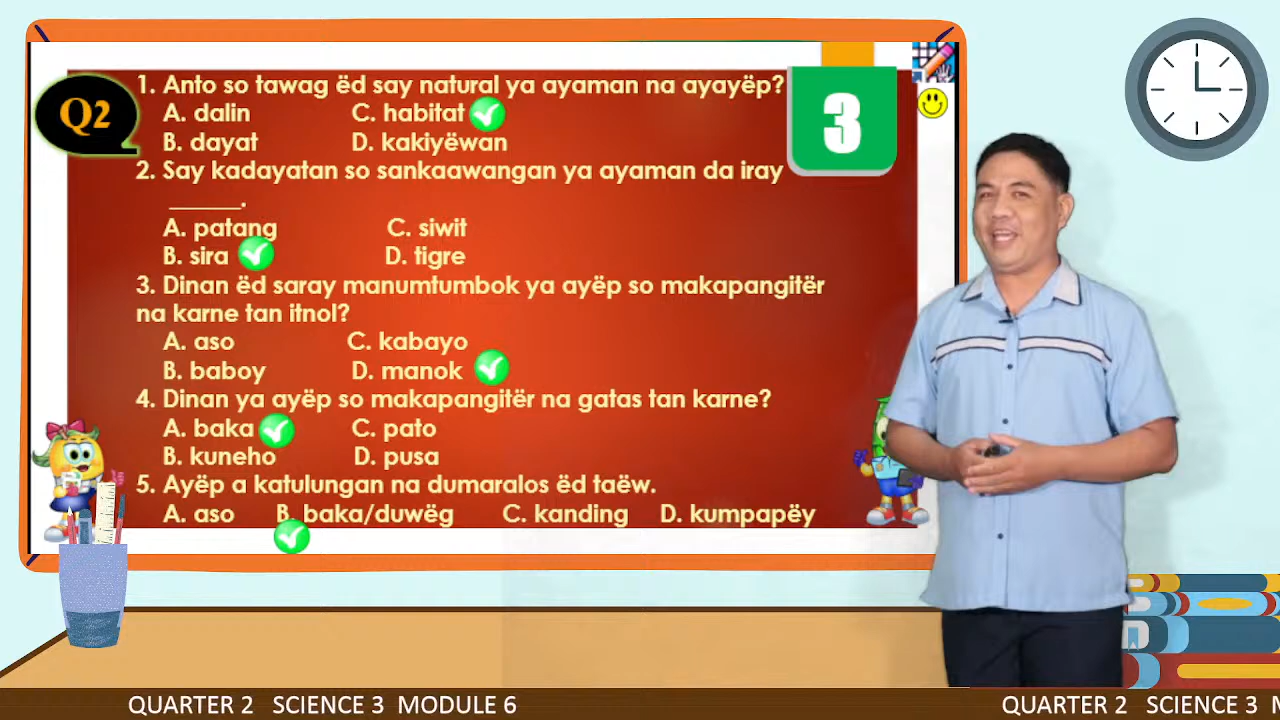 Q2
3
1. Anto so tawag ëd say natural ya ayaman na ayayëp?
A. dalin C. habitat
B. dayat D. kakiyëwan
2. Say kadayatan so sankaawangan ya ayaman da iray
______.
A. patang C. siwit
B. sira D. tigre
3. Dinan ëd saray manumtumbok ya ayëp so makapangitër
na karne tan itnol?
A. aso C. kabayo
B. baboy D. manok
4. Dinan ya ayëp so makapangitër na gatas tan karne?
A. baka C. pato
B. kuneho D. pusa
5. Ayëp a katulungan na dumaralos ëd taëw.
A. aso B. baka/duwëg C. kanding D. kumpapëy
QUARTER 2 SCIENCE 3 MODULE 6 QUARTER 2 SCIENCE 3 M